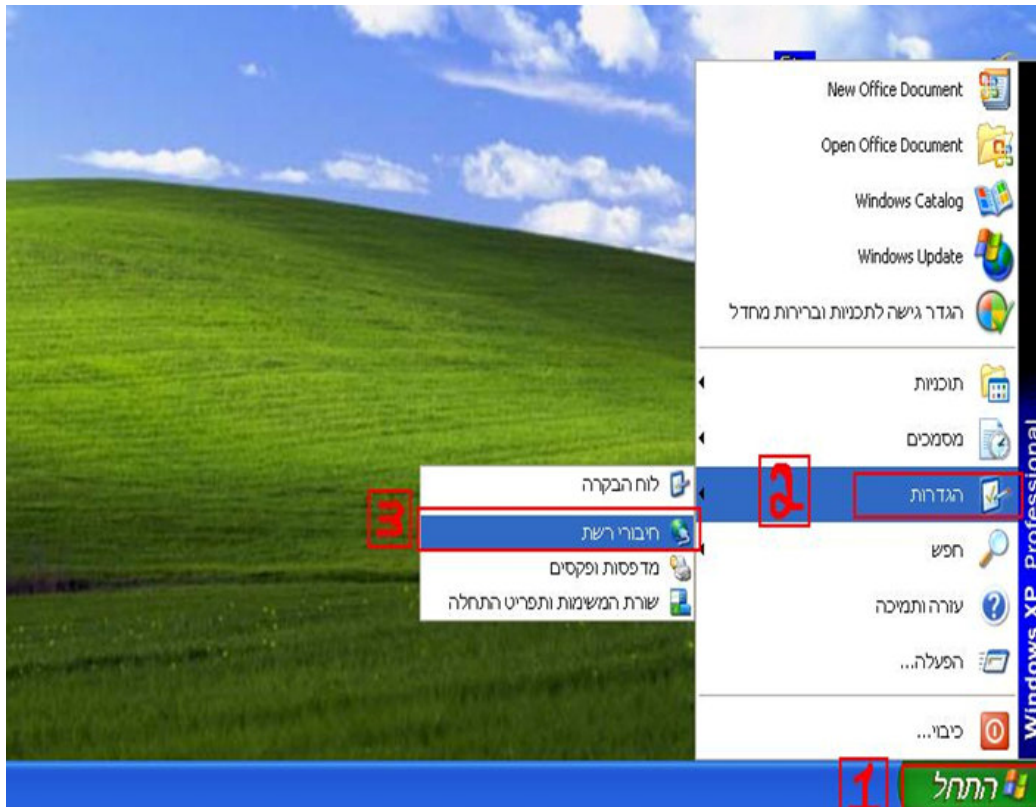 New Office Document
Open Office Document
Windows Catalog
Windows Update
הגדר גישה לתכניות וברירות מחדל
תוכניות
מסמכים
הגדרות
2
חפש
עזרה ותמיכה
הפעלה...
כיבוי...
Windows XP Professional
לוח הבקרה
חיבורי רשת
3
מדפסות ופקסים
שורת המשימות ותפריט התחלה
התחל
1